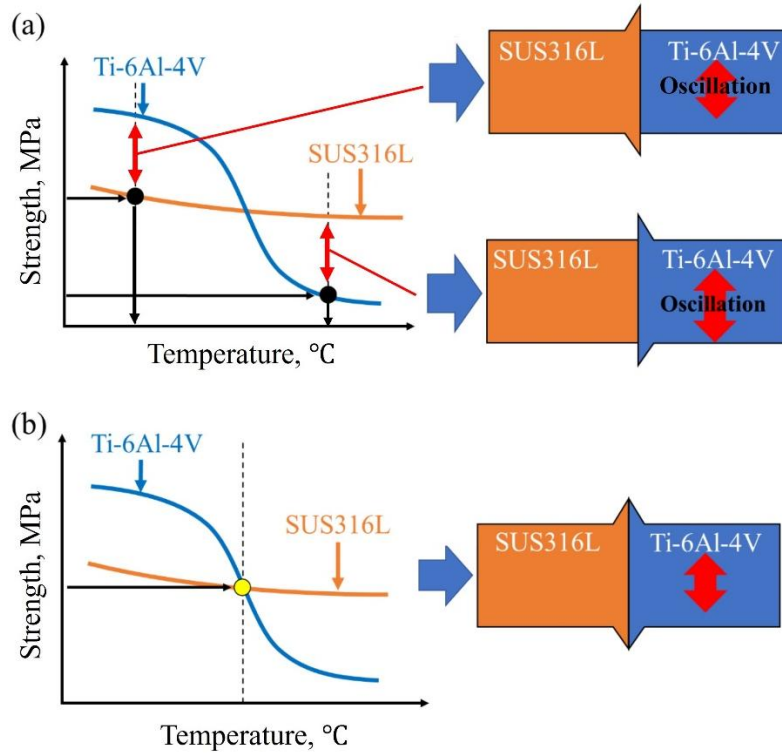 (a)
Ti-6Al-4V
SUS316L
Strength, MPa
Temperature, ℃
SUS316L
Ti-6Al-4V
Oscillation
SUS316L
Ti-6Al-4V
Oscillation
(b)
Ti-6Al-4V
SUS316L
Strength, MPa
Temperature, ℃
SUS316L
Ti-6Al-4V